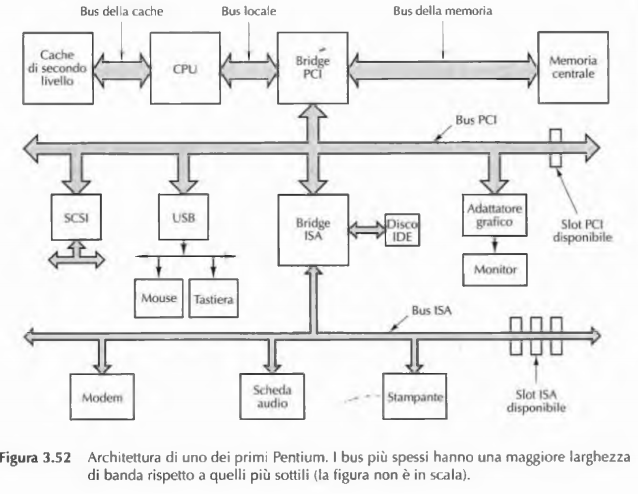 Bus della cache
Bus locale
Bus della memoria
Cache
di secondo
livello
CPU
Bridge
PCI
Memoria
centrale
Bus PCI
SCSI
USB
Bridge
ISA
Disco
IDE
Adattatore
grafico
Slot PCI
disponibile
Mouse
Tastiera
Monitor
Bus ISA
Modem
Scheda
audio
Stampante
Slot ISA
disponibile
Figura 3.52 Architettura di uno dei primi Pentium. I bus più spessi hanno una maggiore larghezza
di banda rispetto a quelli più sottili (la figura non è in scala).